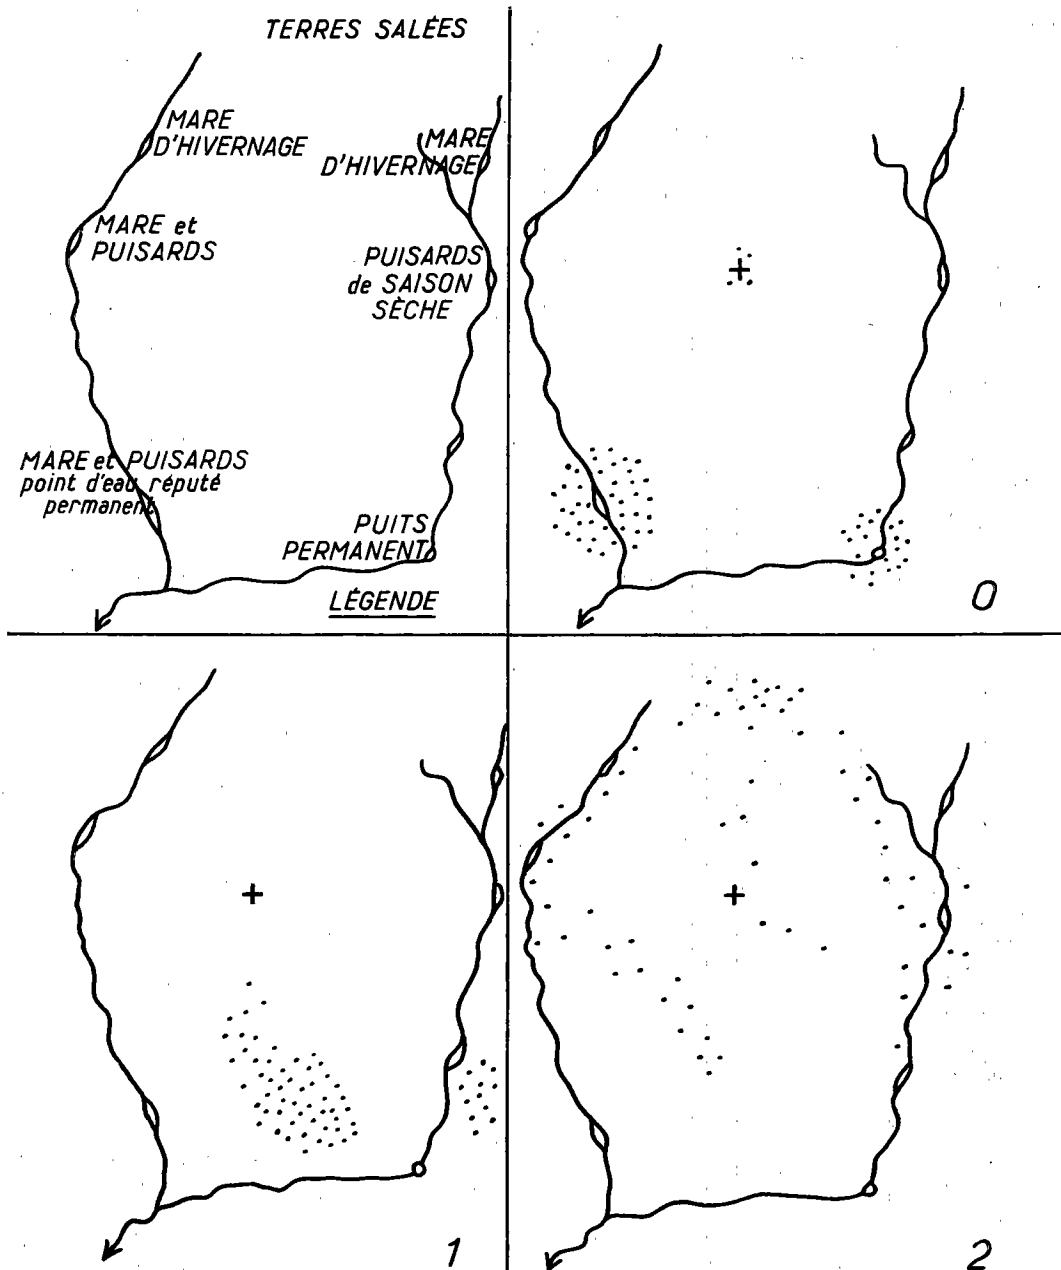 TERRES SALÉES
MARE
D'HIVERNAGE
MARE
D'HIVERNAGE
MARE et
PUISARDS
PUISARDS
de SAISON
SÈCHE
MARE et PUISARDS
point d'eau réputé
permanent
PUITS
PERMANENT
LÉGENDE
0
1
2